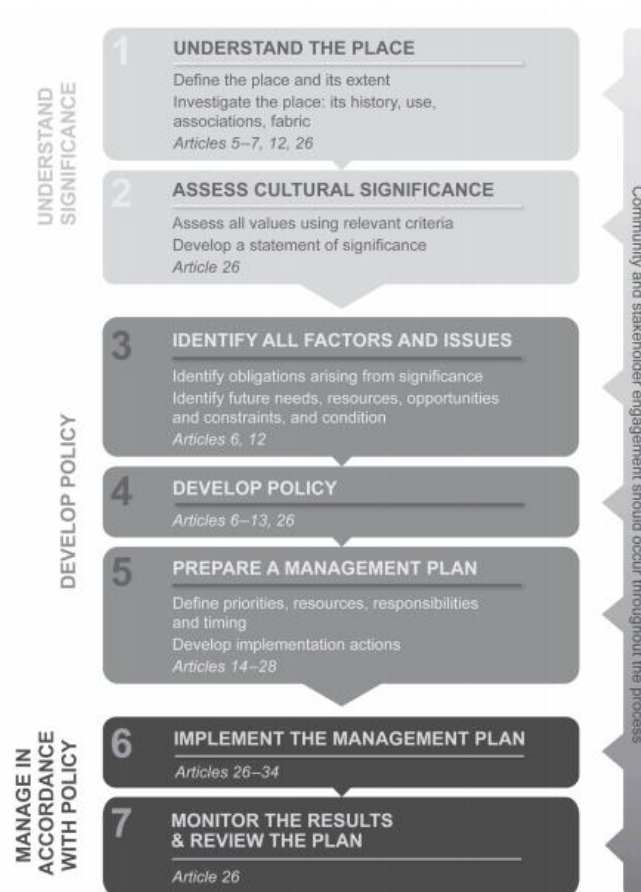 UNDERSTAND
SIGNIFICANCE
1
UNDERSTAND THE PLACE
Define the place and its extent
Investigate the place: its history, use,
associations, fabric
Articles 5–7, 12, 26
2
ASSESS CULTURAL SIGNIFICANCE
Assess all values using relevant criteria
Develop a statement of significance
Article 26
DEVELOP POLICY
3
IDENTIFY ALL FACTORS AND ISSUES
Identify obligations arising from significance
Identify future needs, resources, opportunities
and constraints, and condition
Articles 6, 12
4
DEVELOP POLICY
Articles 6–13, 26
5
PREPARE A MANAGEMENT PLAN
Define priorities, resources, responsibilities
and timing
Develop implementation actions
Articles 14–28
MANAGE IN
ACCORDANCE
WITH POLICY
6
IMPLEMENT THE MANAGEMENT PLAN
Articles 26–34
7
MONITOR THE RESULTS
& REVIEW THE PLAN
Article 26
Community and stakeholder engagement should occur throughout the process